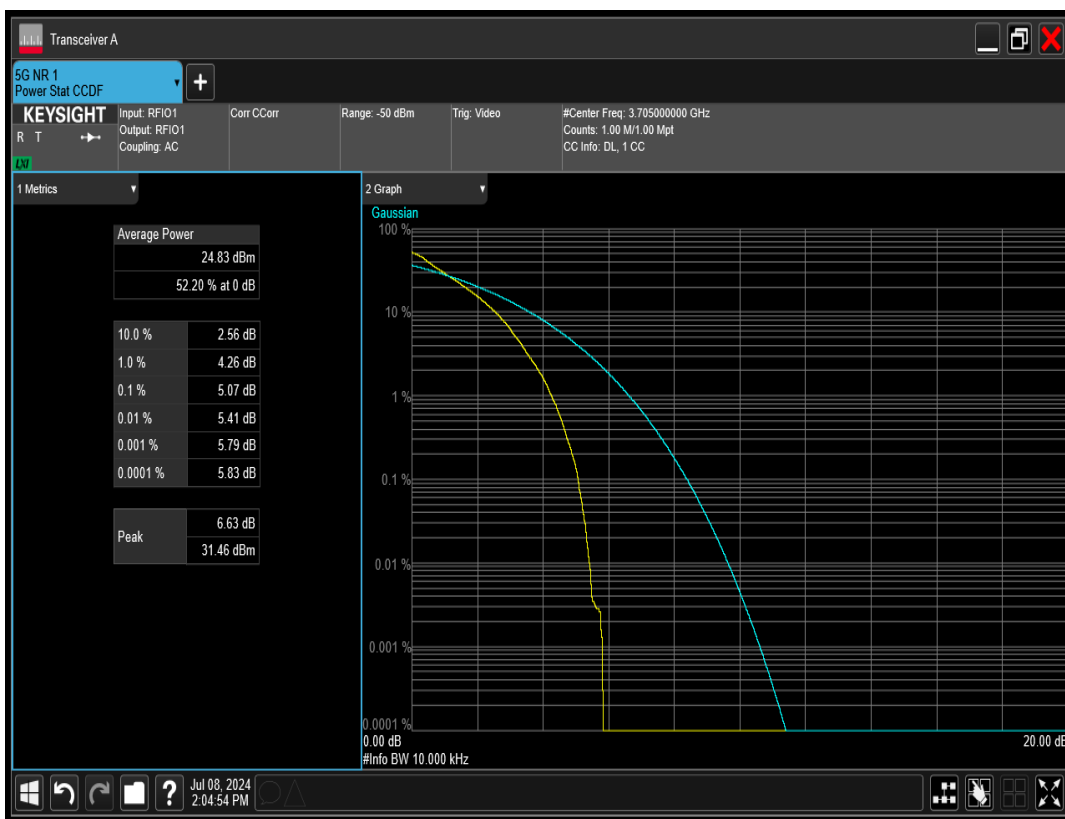 Transceiver A
5G NR 1
Power Stat CCDF
+
KEYSIGHT
R T
LXI
Input: RFIO1
Output: RFIO1
Coupling: AC
Corr CCorr
Range: -50 dBm
Trig: Video
#Center Freq: 3.705000000 GHz
Counts: 1.00 M/1.00 Mpt
CC Info: DL, 1 CC
1 Metrics
Average Power
24.83 dBm
52.20 % at 0 dB
10.0 % 2.56 dB
1.0 % 4.26 dB
0.1 % 5.07 dB
0.01 % 5.41 dB
0.001 % 5.79 dB
0.0001 % 5.83 dB
Peak
6.63 dB
31.46 dBm
2 Graph
Gaussian
100 %
10 %
1 %
0.1 %
0.01 %
0.001 %
0.0001 %
0.00 dB 20.00 dB
#Info BW 10.000 kHz
?
Jul 08, 2024
2:04:54 PM